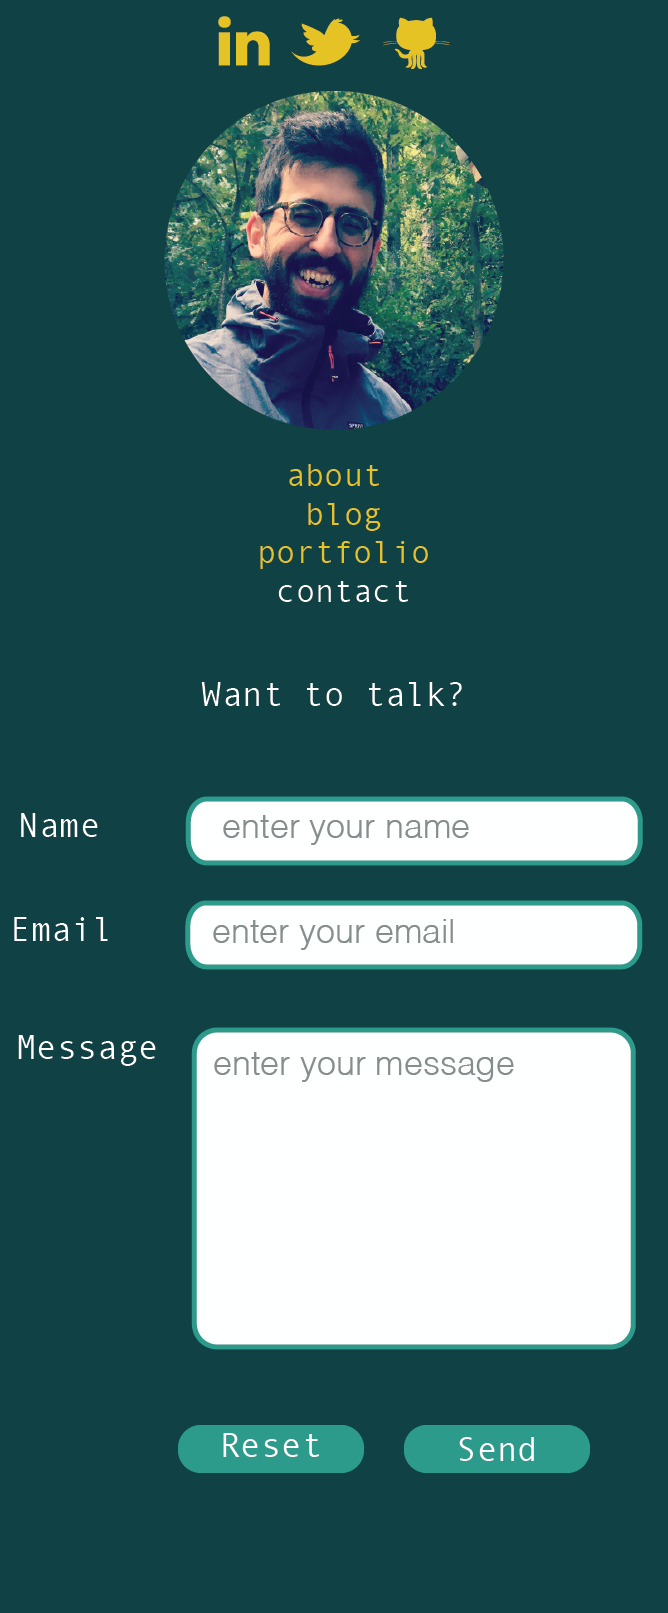 in
about
blog
portfolio
contact
Want to talk?
Name
enter your name
Email
enter your email
Message
enter your message
Reset
Send